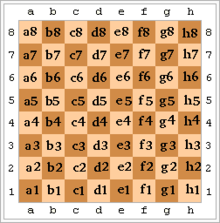 a b c d e f g h
8 a8 b8 c8 d8 e8 f8 g8 h8 8
7 a7 b7 c7 d7 e7 f7 g7 h7 7
6 a6 b6 c6 d6 e6 f6 g6 h6 6
5 a5 b5 c5 d5 e5 f5 g5 h5 5
4 a4 b4 c4 d4 e4 f4 g4 h4 4
3 a3 b3 c3 d3 e3 f3 g3 h3 3
2 a2 b2 c2 d2 e2 f2 g2 h2 2
1 a1 b1 c1 d1 e1 f1 g1 h1 1
a b c d e f g h